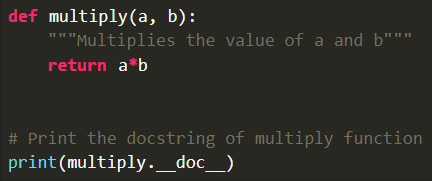 def multiply(a, b):
    """Multiplies the value of a and b"""
    return a*b
# Print the docstring of multiply function
print(multiply.__doc__)